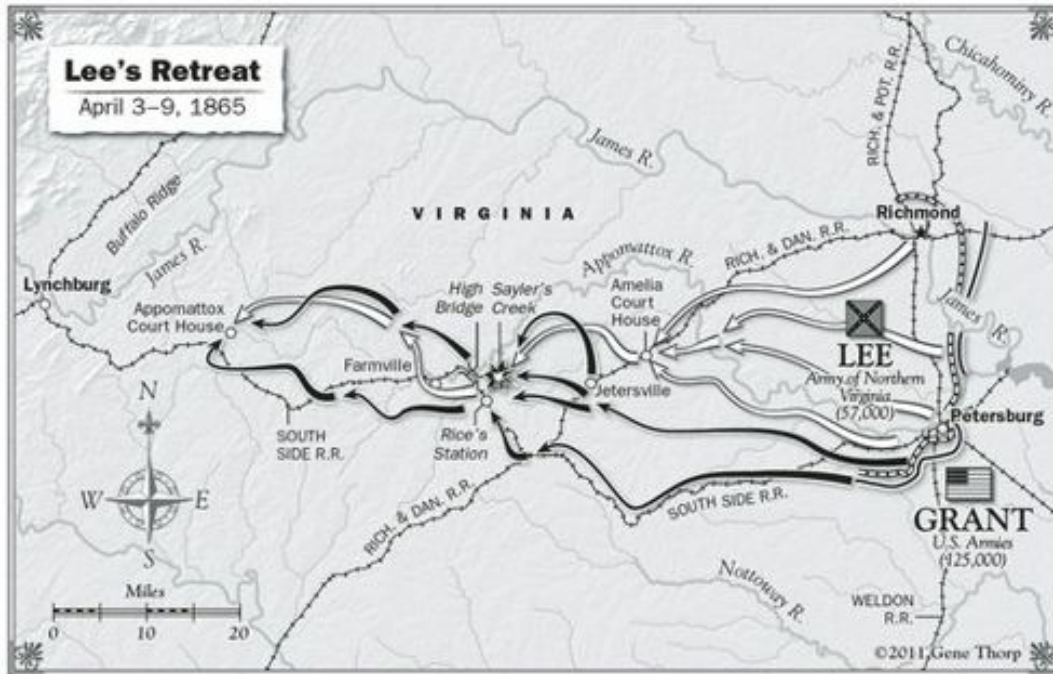 Lee's Retreat
April 3–9, 1865
Chicahominy R.
RICH. & POT. R.R.
James R.
Buffalo Ridge
VIRGINIA
Richmond
RICH. & DAN. R.R.
James R.
Appomattox R.
Lynchburg
Appomattox
Court House
High
Bridge
Sayler's
Creek
Amelia
Court
House
James R.
LEE
Army of Northern
Virginia
(57,000)
Farmville
Jetersville
Petersburg
N
W E
S
SOUTH
SIDE R.R.
Rice's
Station
RICH. & DAN. R.R.
SOUTH SIDE R.R.
GRANT
U.S. Armies
(125,000)
Nottoway R.
WELDON
R.R.
Miles
0 10 20
©2011 Gene Thorp